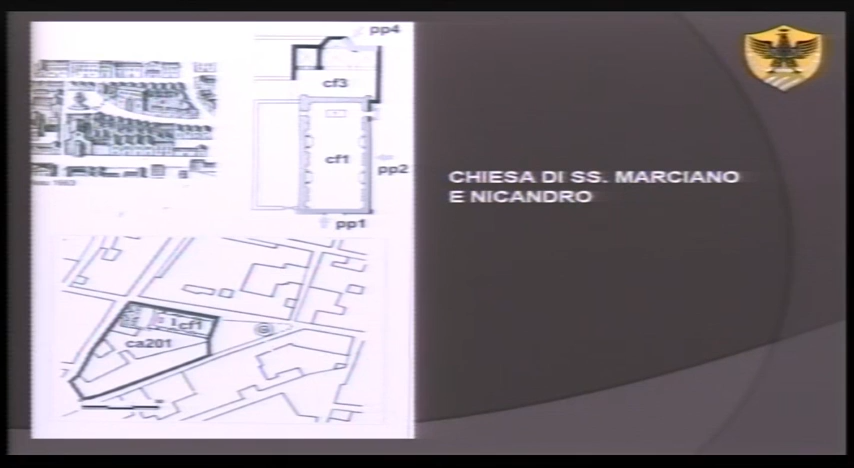 pp4
cf3
cf1
pp2
pp1
cf1
ca201
CHIESA DI SS. MARCIANO
E NICANDRO